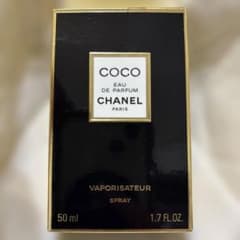 COCO
EAU
DE PARFUM
CHANEL
PARIS
VAPORISATEUR
SPRAY
50 ml 1.7 FL.OZ.